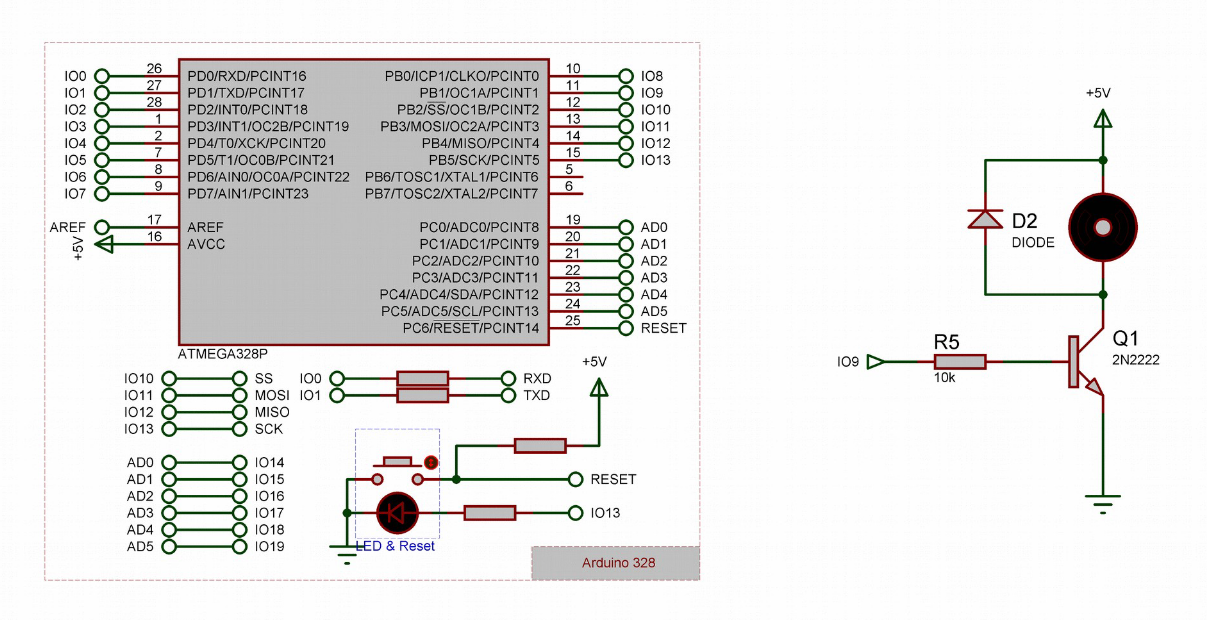 IO0 26 PD0/RXD/PCINT16 PB0/ICP1/CLKO/PCINT0 10 IO8
IO1 27 PD1/TXD/PCINT17 PB1/OC1A/PCINT1 11 IO9
IO2 28 PD2/INT0/PCINT18 PB2/SS/OC1B/PCINT2 12 IO10
IO3 1 PD3/INT1/OC2B/PCINT19 PB3/MOSI/OC2A/PCINT3 13 IO11
IO4 2 PD4/T0/XCK/PCINT20 PB4/MISO/PCINT4 14 IO12
IO5 7 PD5/T1/OC0B/PCINT21 PB5/SCK/PCINT5 15 IO13
IO6 8 PD6/AIN0/OC0A/PCINT22 PB6/TOSC1/XTAL1/PCINT6 5
IO7 9 PD7/AIN1/PCINT23 PB7/TOSC2/XTAL2/PCINT7 6
AREF 17 AREF PC0/ADC0/PCINT8 19 AD0
+5V 16 AVCC PC1/ADC1/PCINT9 20 AD1
PC2/ADC2/PCINT10 21 AD2
PC3/ADC3/PCINT11 22 AD3
PC4/ADC4/SDA/PCINT12 23 AD4
PC5/ADC5/SCL/PCINT13 24 AD5
PC6/RESET/PCINT14 25 RESET
ATMEGA328P
IO10 SS
IO11 MOSI
IO12 MISO
IO13 SCK
AD0 IO14
AD1 IO15
AD2 IO16
AD3 IO17
AD4 IO18
AD5 IO19
IO0 RXD
IO1 TXD
+5V
RESET
IO13
LED & Reset
Arduino 328
+5V
D2
DIODE
R5
IO9
10k
Q1
2N2222